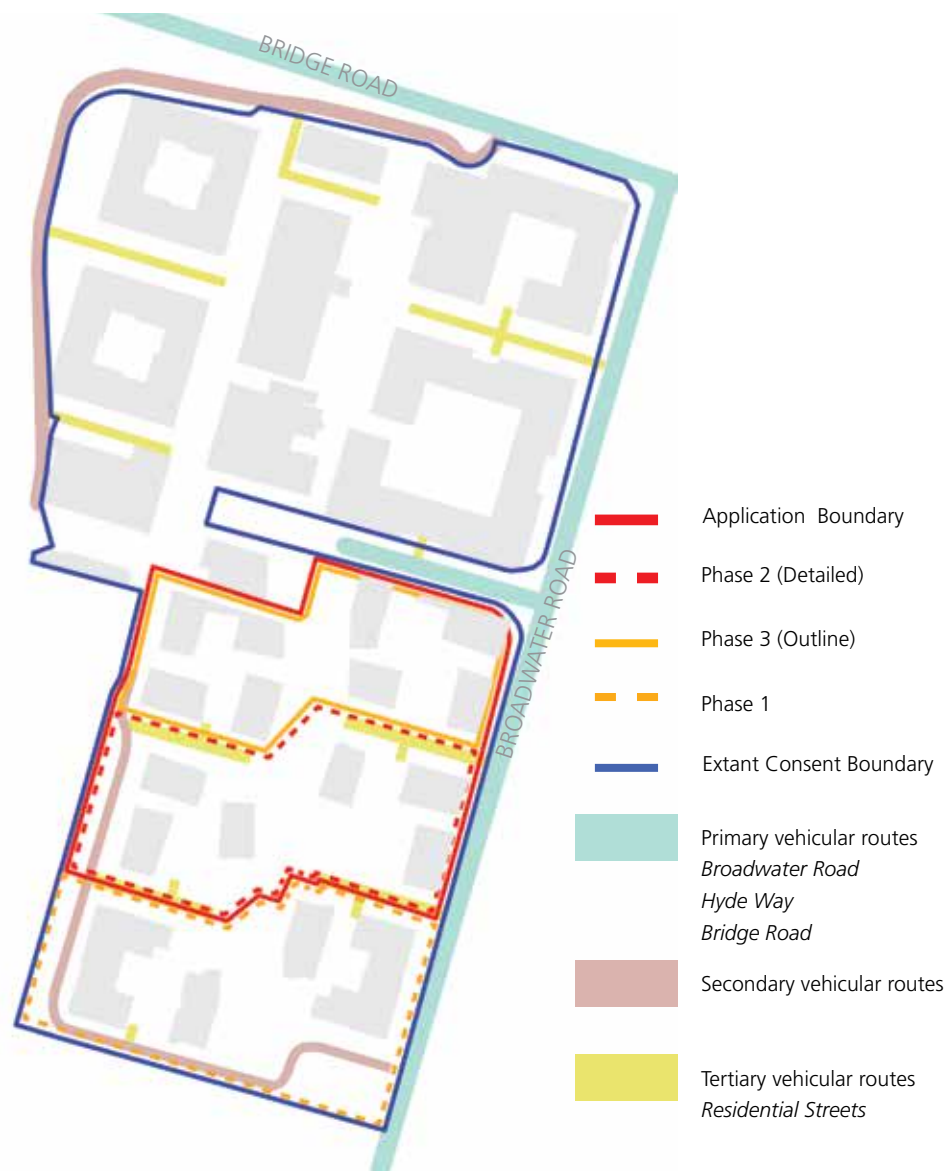 BRIDGE ROAD
BROADWATER ROAD
Application Boundary
Phase 2 (Detailed)
Phase 3 (Outline)
Phase 1
Extant Consent Boundary
Primary vehicular routes
Broadwater Road
Hyde Way
Bridge Road
Secondary vehicular routes
Tertiary vehicular routes
Residential Streets